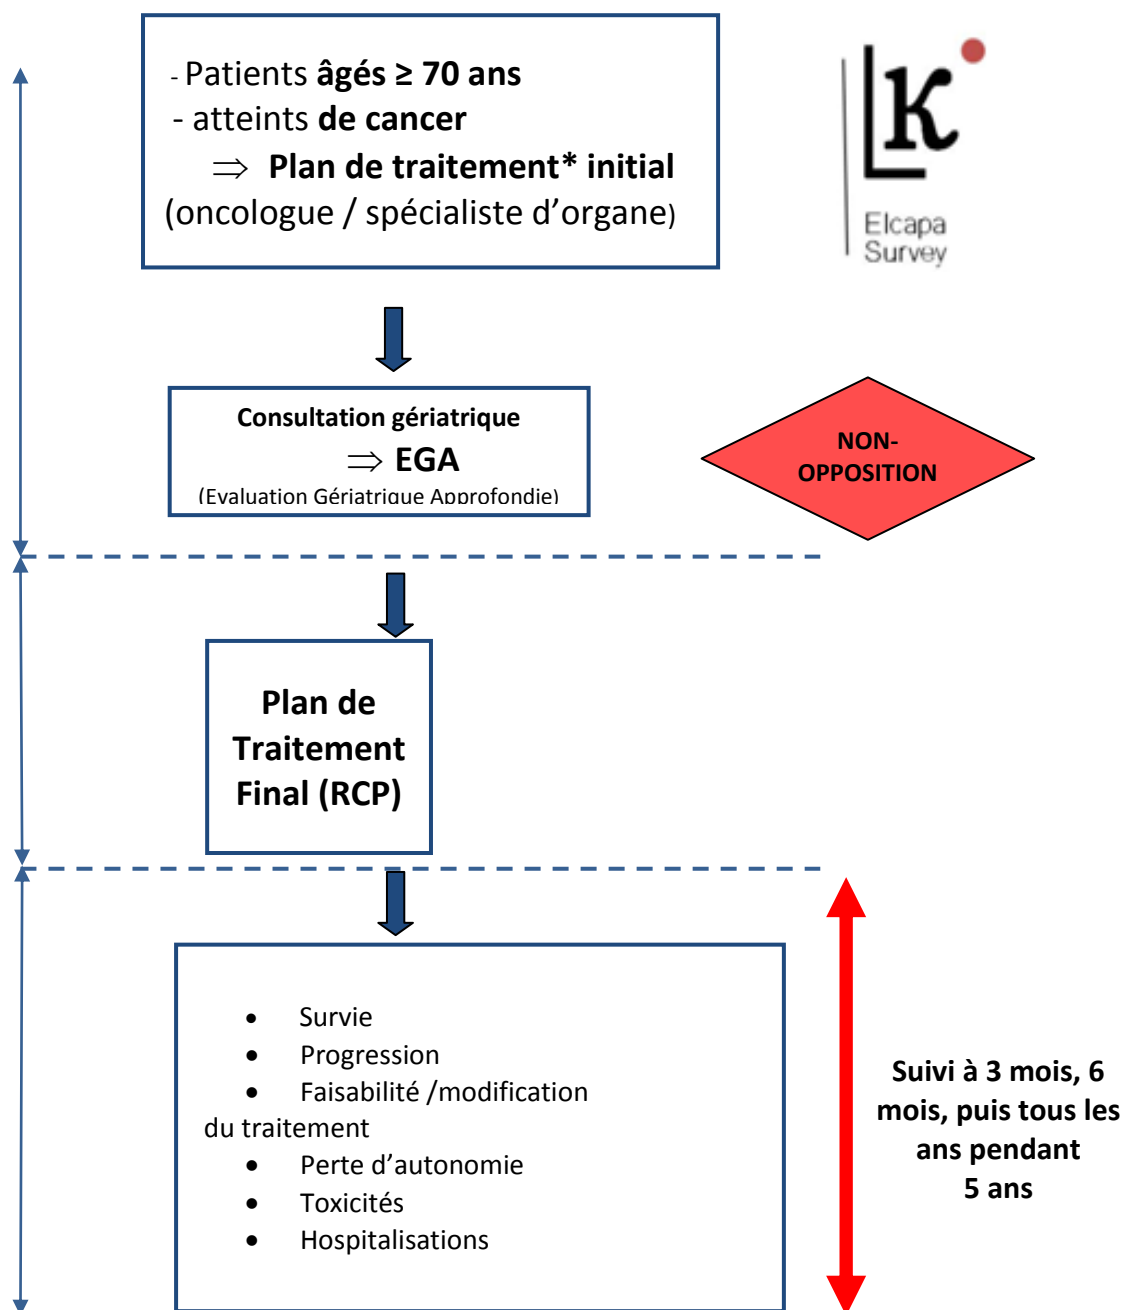 - Patients âgés ≥ 70 ans
- atteints de cancer
⇒ Plan de traitement* initial
(oncologue / spécialiste d’organe)
K
Elcapa
Survey
Consultation gériatrique
⇒ EGA
(Evaluation Gériatrique Approfondie)
NON-
OPPOSITION
Plan de
Traitement
Final (RCP)
• Survie
• Progression
• Faisabilité /modification
du traitement
• Perte d’autonomie
• Toxicités
• Hospitalisations
Suivi à 3 mois, 6
mois, puis tous les
ans pendant
5 ans